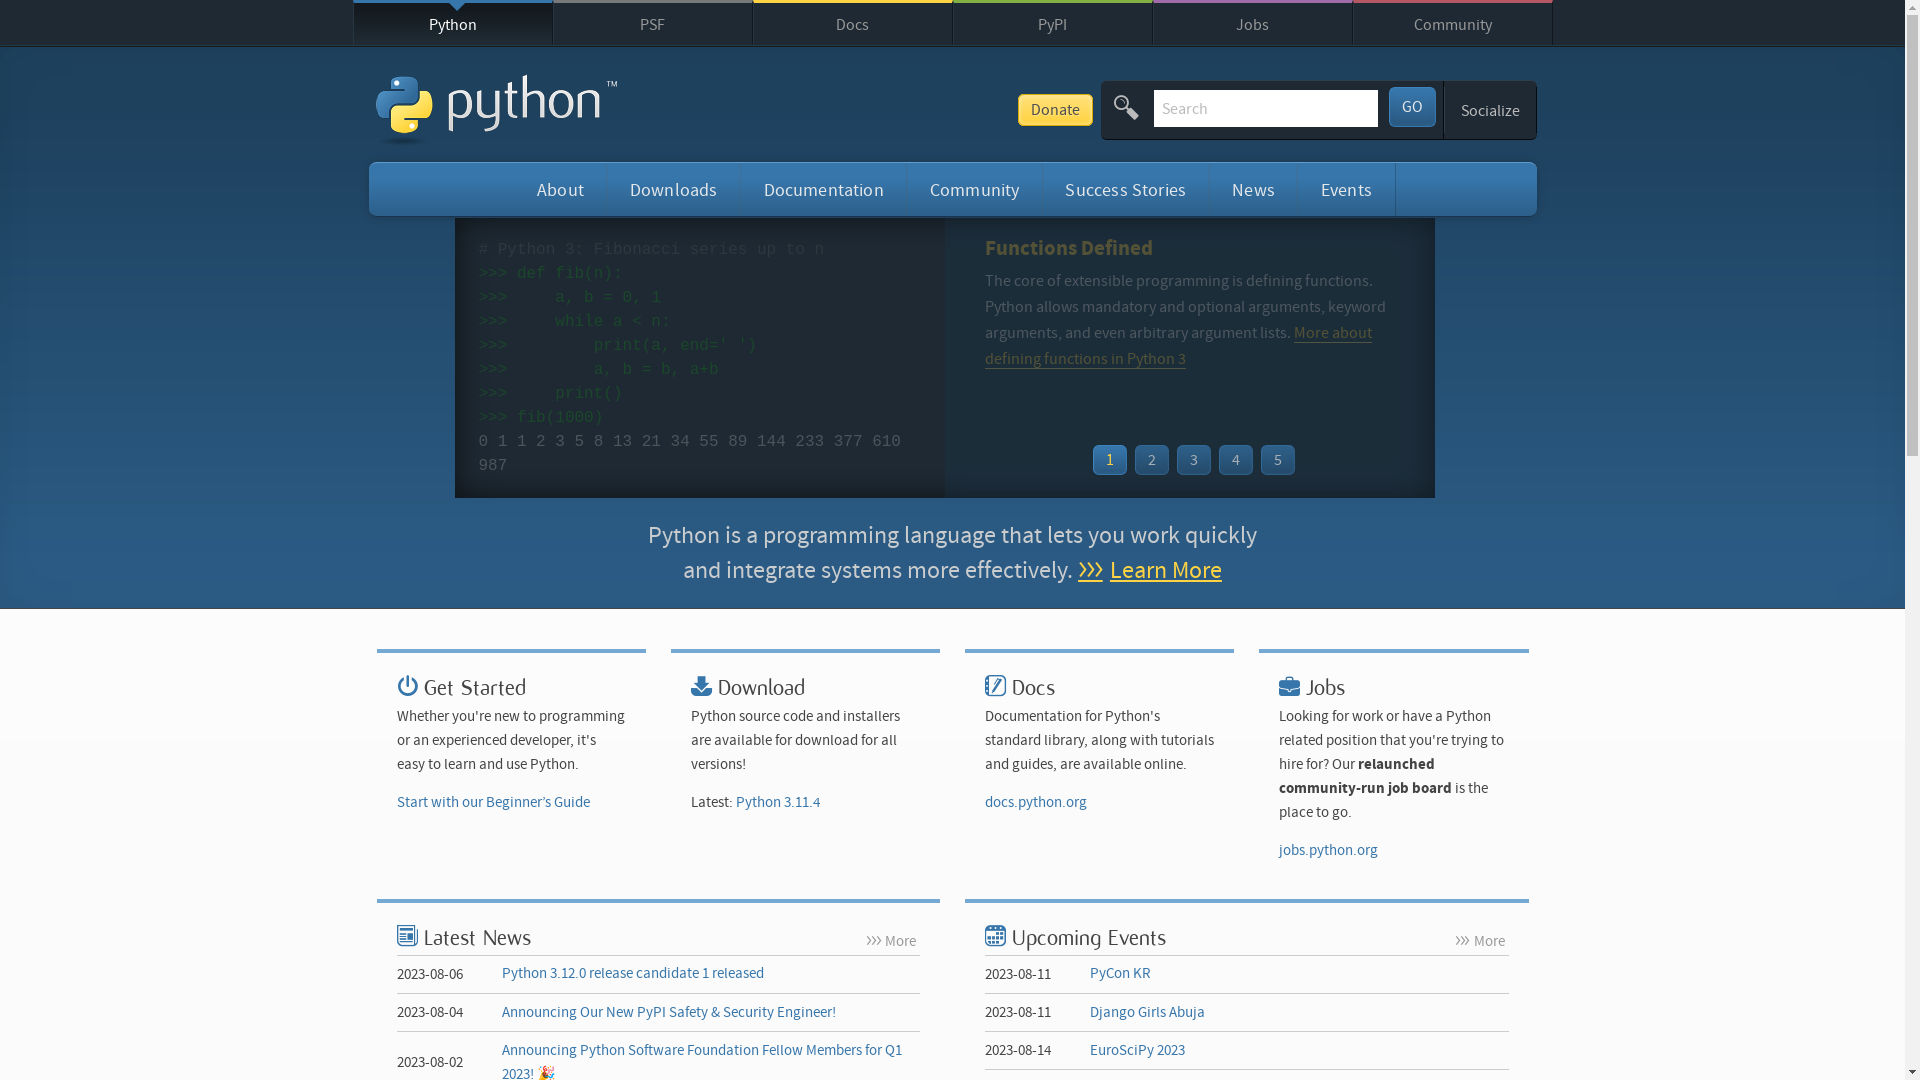 Python
PSF
Docs
PyPI
Jobs
Community
python™
Donate
Search
GO
Socialize
About
Downloads
Documentation
Community
Success Stories
News
Events
# Python 3: Fibonacci series up to n
>>> def fib(n):
>>>     a, b = 0, 1
>>>     while a < n:
>>>         print(a, end=' ')
>>>         a, b = b, a+b
>>>     print()
>>> fib(1000)
0 1 1 2 3 5 8 13 21 34 55 89 144 233 377 610
987
Functions Defined
The core of extensible programming is defining functions.
Python allows mandatory and optional arguments, keyword
arguments, and even arbitrary argument lists. More about
defining functions in Python 3
1
2
3
4
5
Python is a programming language that lets you work quickly
and integrate systems more effectively. >>> Learn More
Get Started
Whether you're new to programming
or an experienced developer, it's
easy to learn and use Python.
Start with our Beginner’s Guide
Download
Python source code and installers
are available for download for all
versions!
Latest: Python 3.11.4
Docs
Documentation for Python's
standard library, along with tutorials
and guides, are available online.
docs.python.org
Jobs
Looking for work or have a Python
related position that you're trying to
hire for? Our relaunched
community-run job board is the
place to go.
jobs.python.org
Latest News
>>> More
2023-08-06 Python 3.12.0 release candidate 1 released
2023-08-04 Announcing Our New PyPI Safety & Security Engineer!
2023-08-02 Announcing Python Software Foundation Fellow Members for Q1
2023! 🎉
Upcoming Events
>>> More
2023-08-11 PyCon KR
2023-08-11 Django Girls Abuja
2023-08-14 EuroSciPy 2023